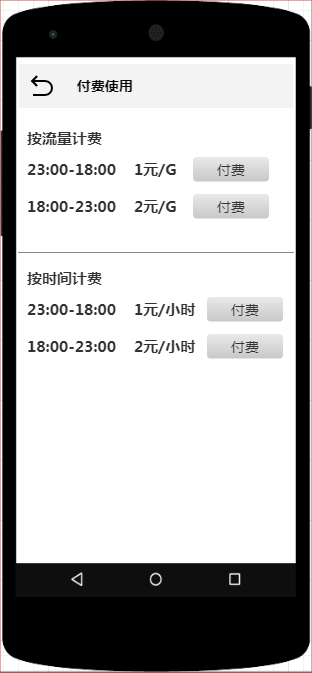 付费使用
按流量计费
23:00-18:00 1元/G 付费
18:00-23:00 2元/G 付费
按时间计费
23:00-18:00 1元/小时 付费
18:00-23:00 2元/小时 付费